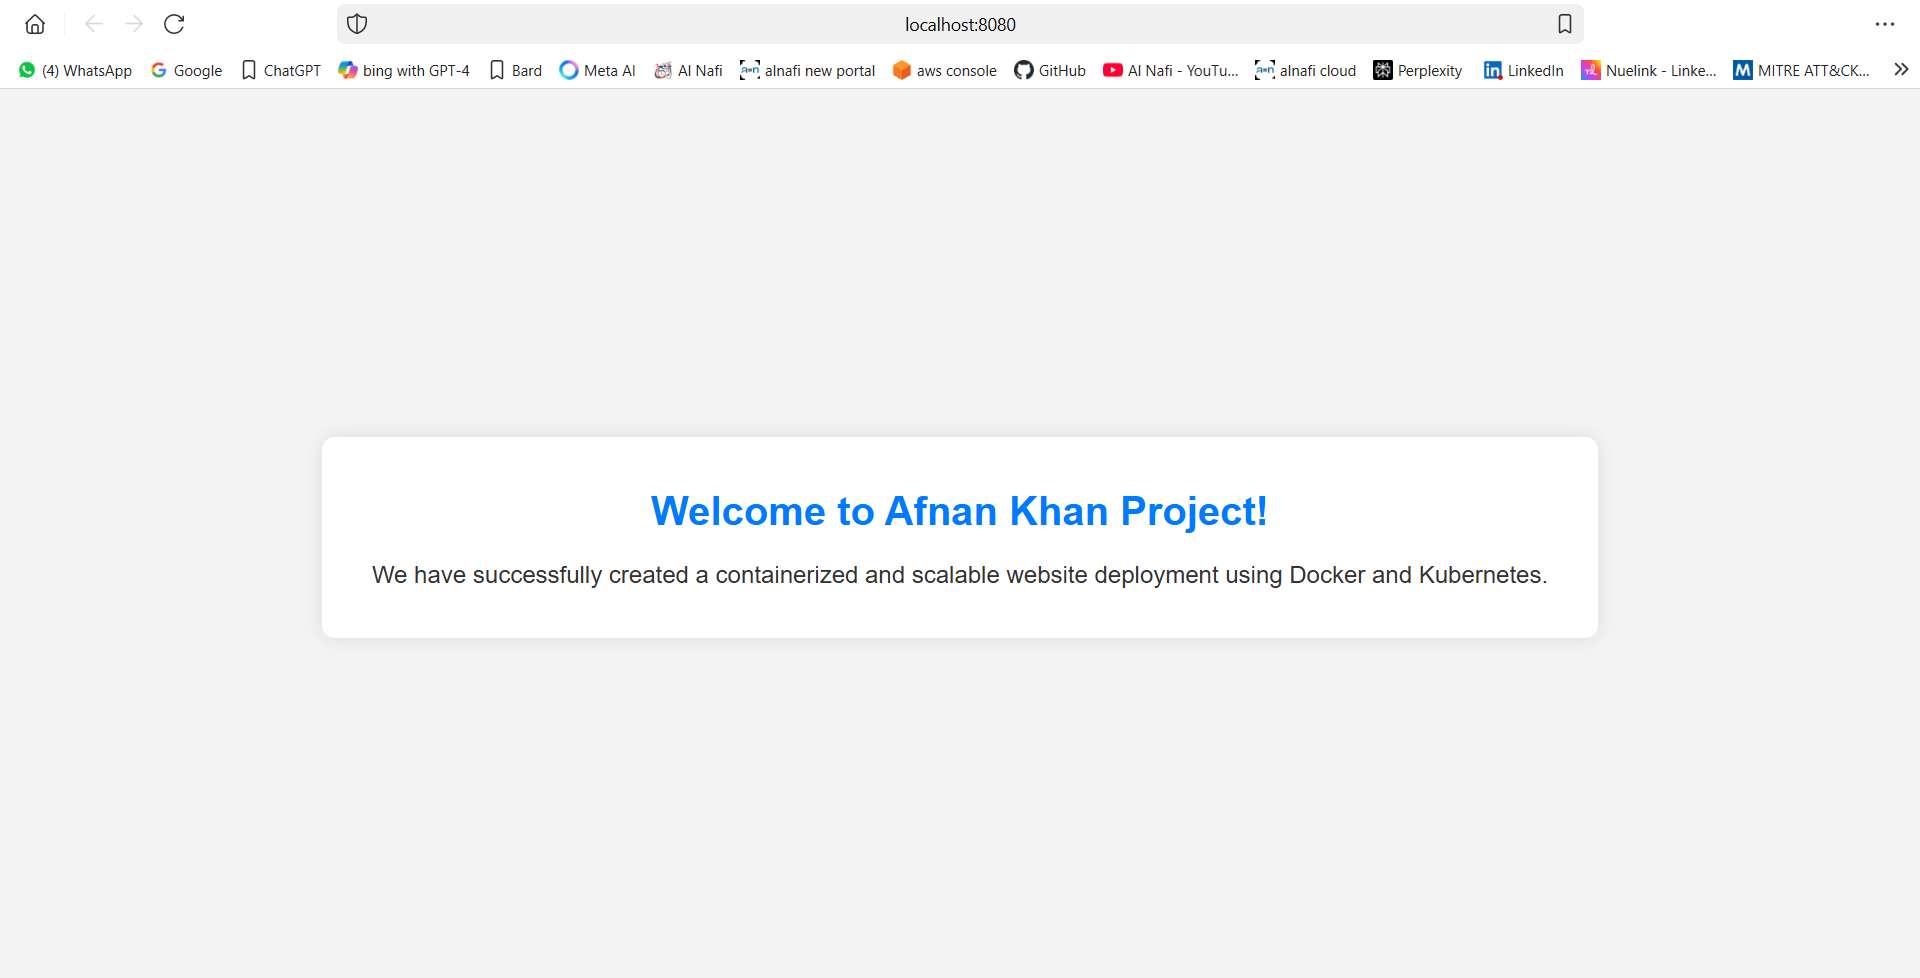 localhost:8080
(4) WhatsApp Google ChatGPT bing with GPT-4 Bard Meta AI Al Nafi alnafi new portal aws console GitHub Al Nafi - YouTu... alnafi cloud Perplexity LinkedIn Nuelink - Linke... MITRE ATT&CK...
Welcome to Afnan Khan Project!
We have successfully created a containerized and scalable website deployment using Docker and Kubernetes.